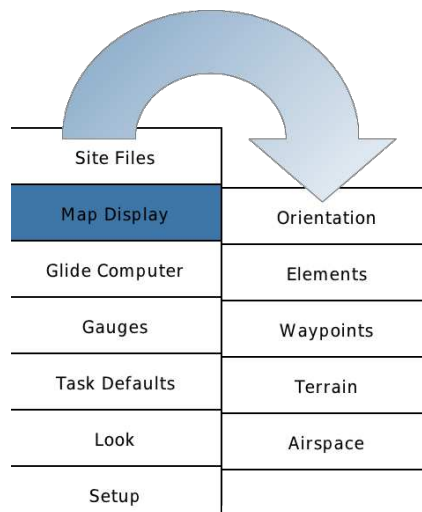 Site Files
Map Display
Glide Computer
Gauges
Task Defaults
Look
Setup
Orientation
Elements
Waypoints
Terrain
Airspace